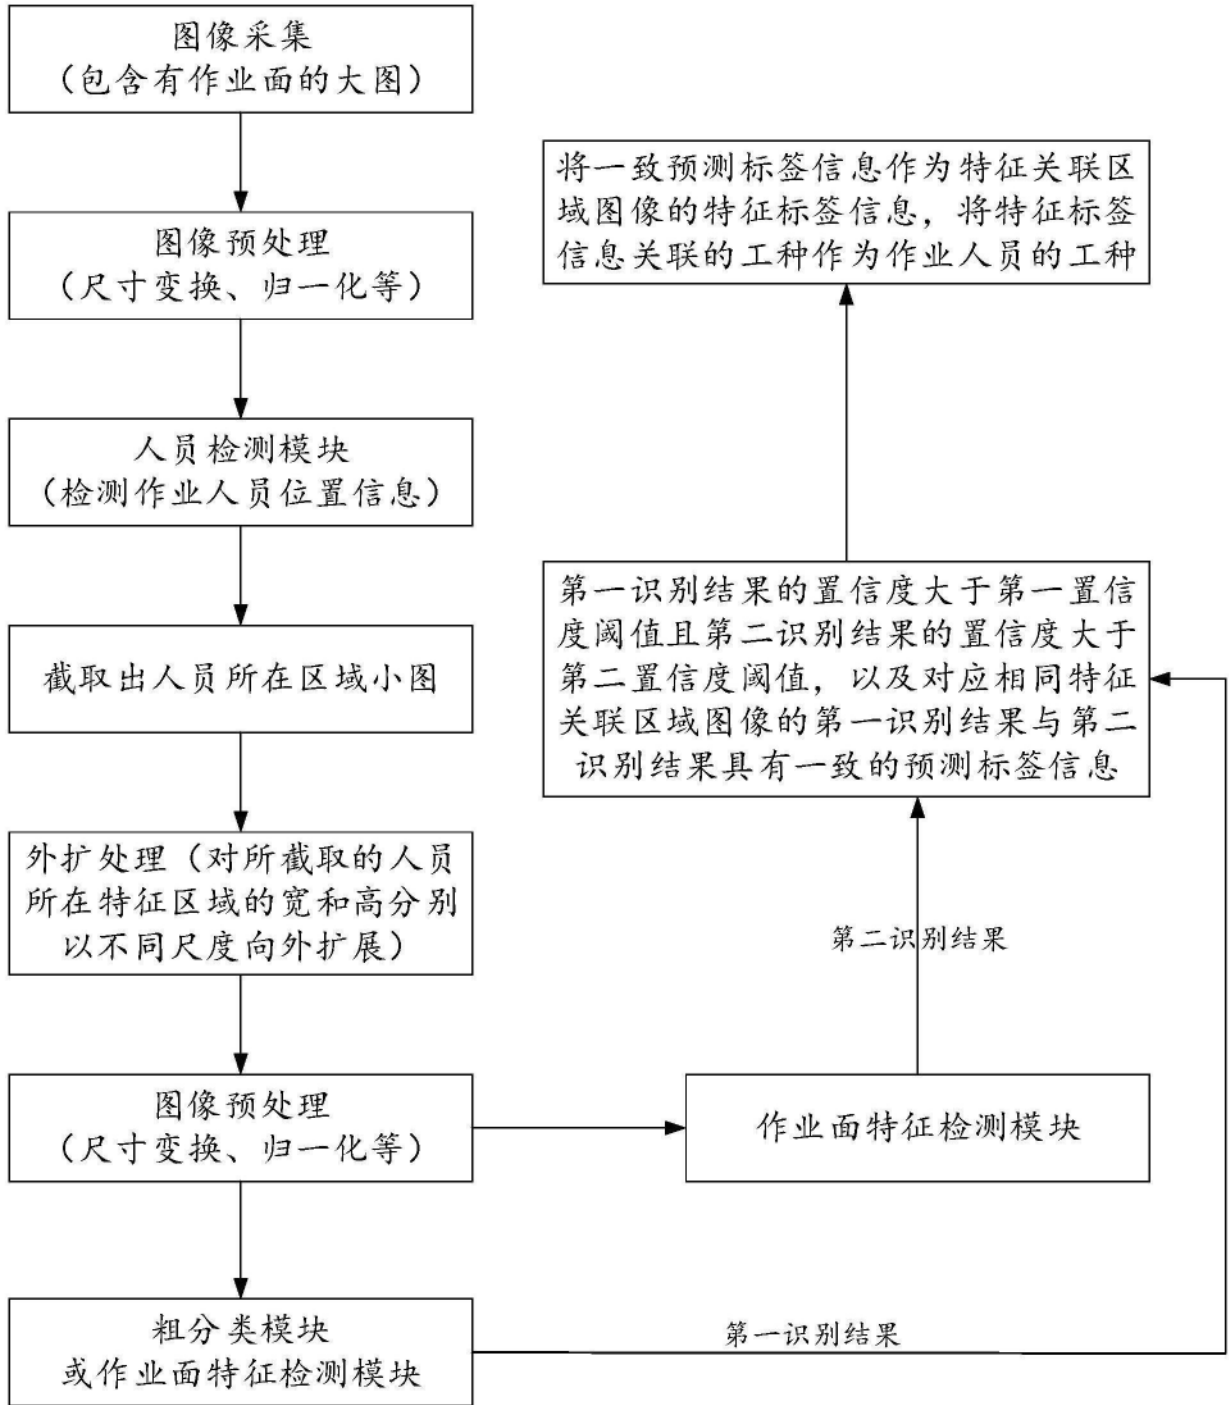 图像采集
（包含有作业面的大图）
图像预处理
（尺寸变换、归一化等）
人员检测模块
（检测作业人员位置信息）
截取出人员所在区域小图
外扩处理（对所截取的人员
所在特征区域的宽和高分别
以不同尺度向外扩展）
图像预处理
（尺寸变换、归一化等）
粗分类模块
或作业面特征检测模块
第一识别结果
作业面特征检测模块
第二识别结果
第一识别结果的置信度大于第一置信
度阈值且第二识别结果的置信度大于
第二置信度阈值，以及对应相同特征
关联区域图像的第一识别结果与第二
识别结果具有一致的预测标签信息
将一致预测标签信息作为特征关联区
域图像的特征标签信息，将特征标签
信息关联的工种作为作业人员的工种